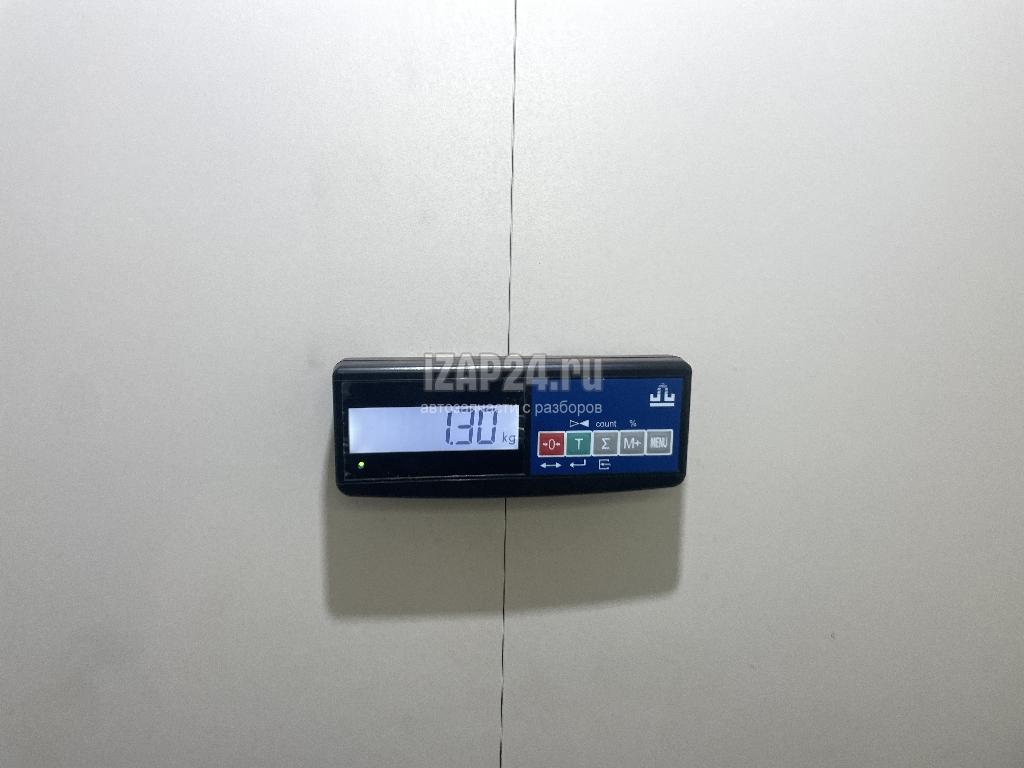 iZAP24.ru
автозапчасти с разборов
1.30 kg
count %
→0← T Σ M+ MENU